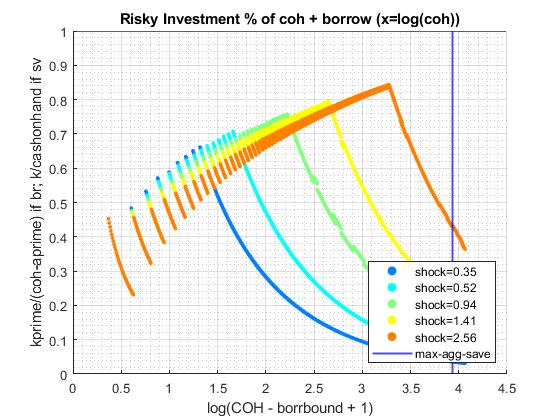 Risky Investment % of coh + borrow (x=log(coh))
kprime/(coh-aprime) if br; k/cashonhand if sv
1
0.9
0.8
0.7
0.6
0.5
0.4
0.3
0.2
0.1
0
shock=0.35
shock=0.52
shock=0.94
shock=1.41
shock=2.56
max-agg-save
0 0.5 1 1.5 2 2.5 3 3.5 4 4.5
log(COH - borrbound + 1)